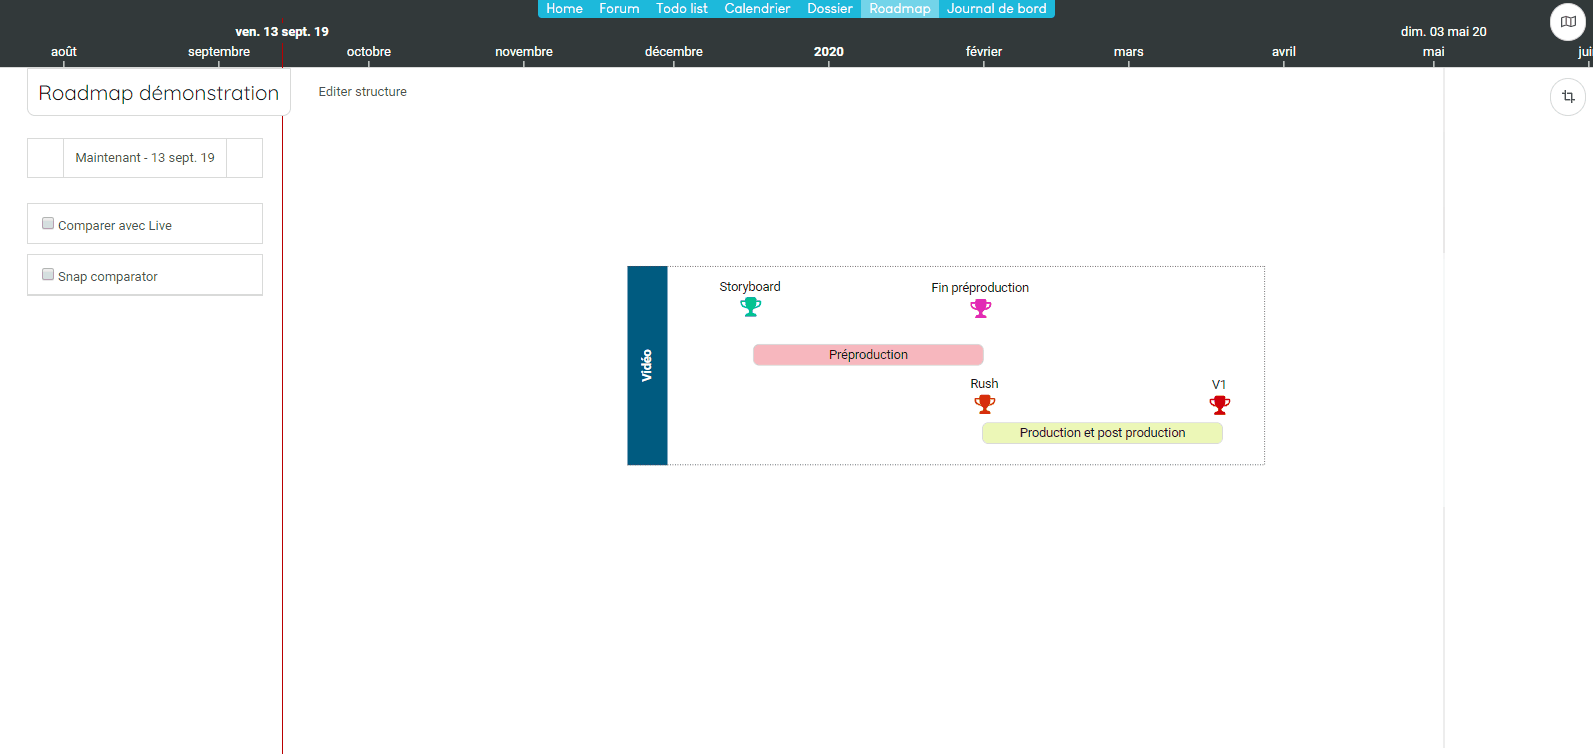 Home Forum Todo list Calendrier Dossier Roadmap Journal de bord
ven. 13 sept. 19
dim. 03 mai 20
août septembre octobre novembre décembre 2020 février mars avril mai jui
Roadmap démonstration
Editer structure
Maintenant - 13 sept. 19
Comparer avec Live
Snap comparator
Vidéo
Storyboard
Fin préproduction
Préproduction
Rush
V1
Production et post production